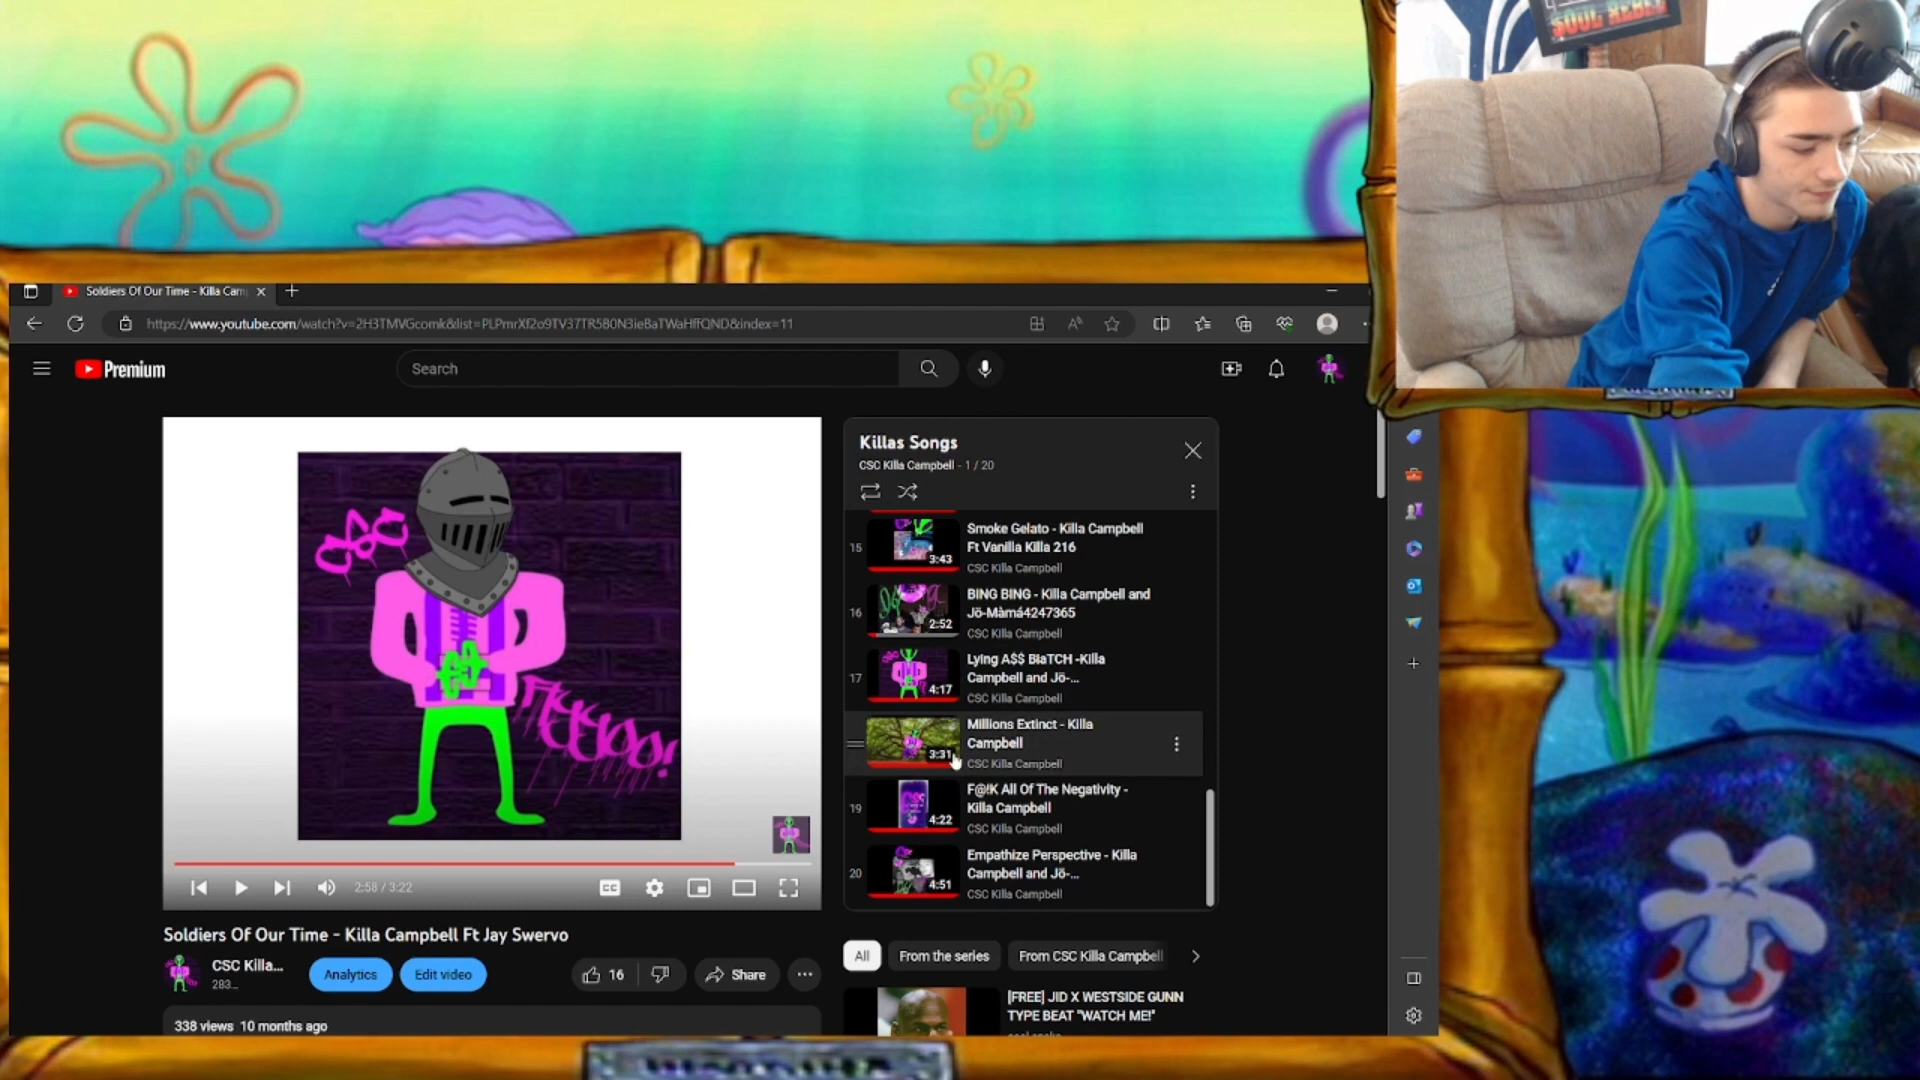 SOUL REBEL
Soldiers Of Our Time - Killa Cam
https://www.youtube.com/watch?v=2H3TMVGcomk&list=PLPmrXf2o9TV37TR580N3ieBaTWaHffQND&index=11
Premium
Search
CSC
Killas Songs
CSC Killa Campbell - 1 / 20
15
3:43
Smoke Gelato - Killa Campbell
Ft Vanilla Killa 216
CSC Killa Campbell
16
2:52
BING BING - Killa Campbell and
Jö-Màmá4247365
CSC Killa Campbell
17
4:17
Lying A$$ BIaTCH -Killa
Campbell and Jö-...
CSC Killa Campbell
3:31
Millions Extinct - Killa
Campbell
CSC Killa Campbell
19
4:22
F@!K All Of The Negativity -
Killa Campbell
CSC Killa Campbell
20
4:51
Empathize Perspective - Killa
Campbell and Jö-...
CSC Killa Campbell
2:58 / 3:22
CC
Soldiers Of Our Time - Killa Campbell Ft Jay Swervo
CSC Killa...
283...
Analytics
Edit video
16
Share
338 views 10 months ago
All
From the series
From CSC Killa Campbell
[FREE] JID X WESTSIDE GUNN
TYPE BEAT "WATCH ME!"